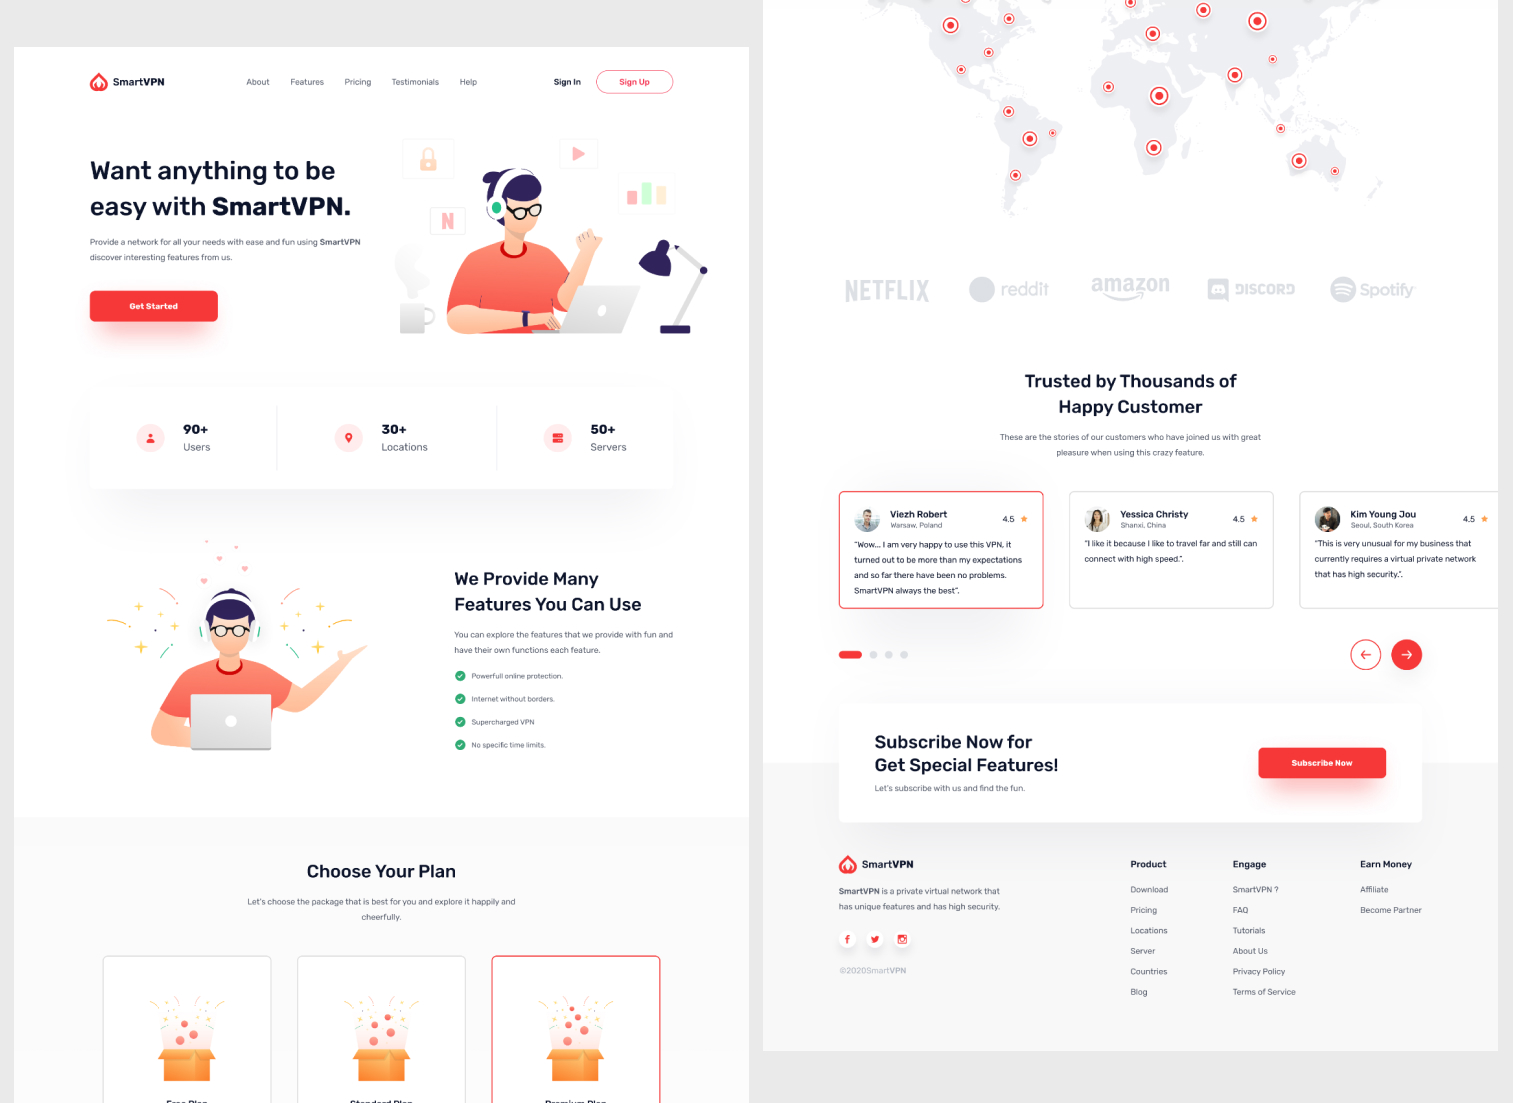 SmartVPN
About
Features
Pricing
Testimonials
Help
Sign In
Sign Up
Want anything to be
easy with SmartVPN.
Provide a network for all your needs with ease and fun using SmartVPN
discover interesting features from us.
Get Started
N
90+
Users
30+
Locations
50+
Servers
We Provide Many
Features You Can Use
You can explore the features that we provide with fun and
have their own functions each feature.
Powerfull online protection.
Internet without borders.
Supercharged VPN
No specific time limits.
Choose Your Plan
Let's choose the package that is best for you and explore it happily and
cheerfully.
Free Plan
Standard Plan
Premium Plan
NETFLIX
reddit
amazon
DISCORD
Spotify
Trusted by Thousands of
Happy Customer
These are the stories of our customers who have joined us with great
pleasure when using this crazy feature.
Viezh Robert
Warsaw, Poland
4.5
"Wow... I am very happy to use this VPN, it
turned out to be more than my expectations
and so far there have been no problems.
SmartVPN always the best".
Yessica Christy
Shanxi, China
4.5
"I like it because I like to travel far and still can
connect with high speed.".
Kim Young Jou
Seoul, South Korea
4.5
"This is very unusual for my business that
currently requires a virtual private network
that has high security.".
Subscribe Now for
Get Special Features!
Let's subscribe with us and find the fun.
Subscribe Now
SmartVPN
SmartVPN is a private virtual network that
has unique features and has high security.
©2020SmartVPN
Product
Download
Pricing
Locations
Server
Countries
Blog
Engage
SmartVPN ?
FAQ
Tutorials
About Us
Privacy Policy
Terms of Service
Earn Money
Affiliate
Become Partner